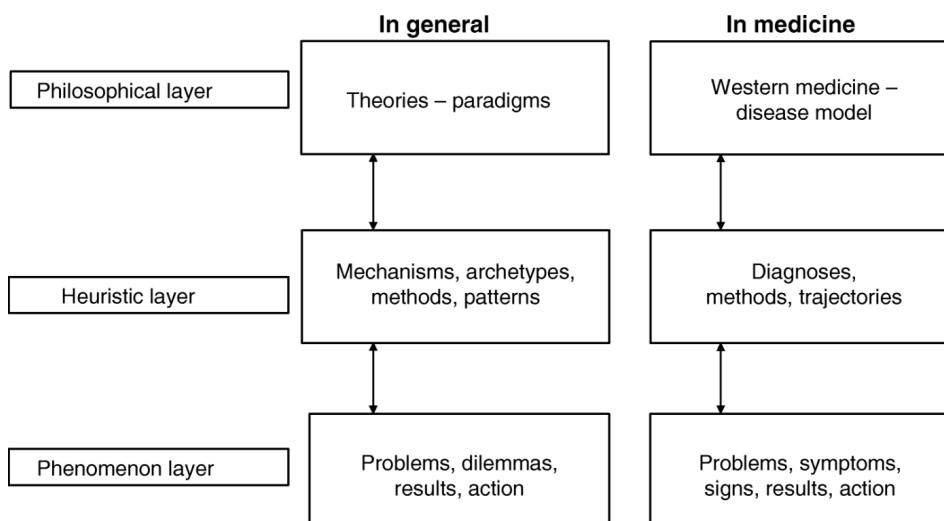 In general
In medicine
Philosophical layer
Theories – paradigms
Western medicine –
disease model
Heuristic layer
Mechanisms, archetypes,
methods, patterns
Diagnoses,
methods, trajectories
Phenomenon layer
Problems, dilemmas,
results, action
Problems, symptoms,
signs, results, action